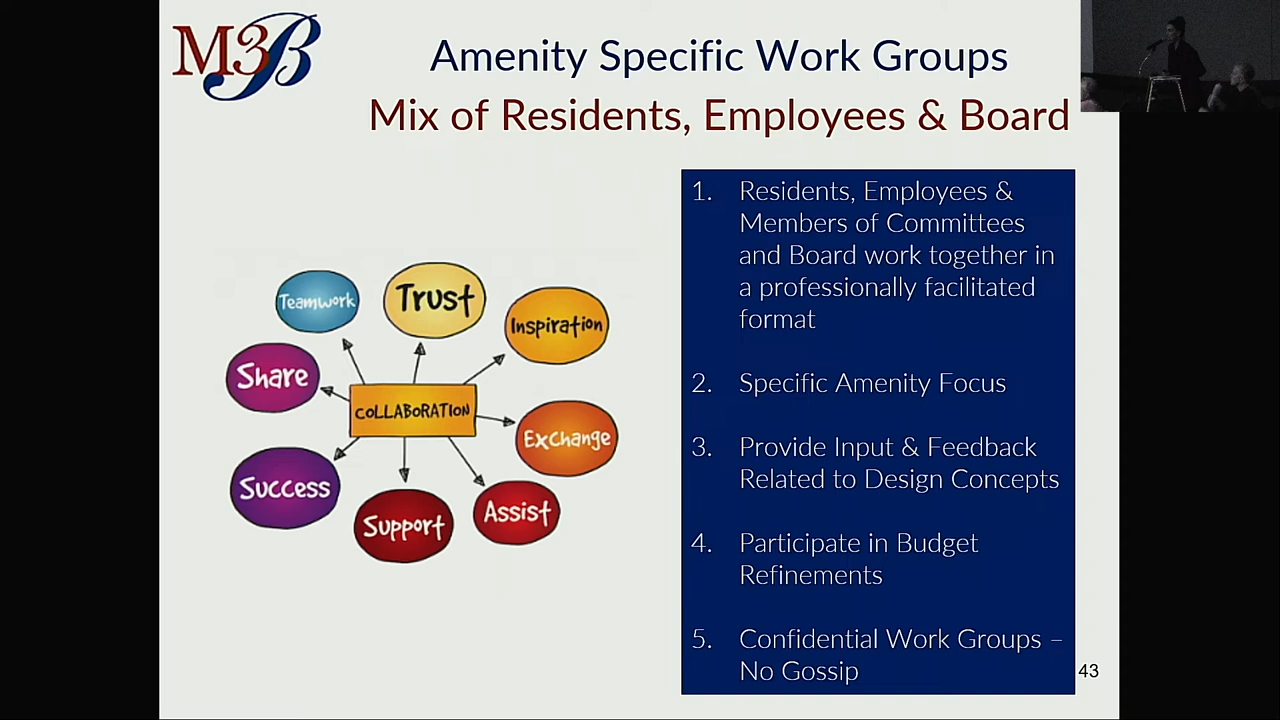 M3B
Amenity Specific Work Groups
Mix of Residents, Employees & Board
Teamwork
Trust
Inspiration
Share
COLLABORATION
Exchange
Success
Support
Assist
1. Residents, Employees &
Members of Committees
and Board work together in
a professionally facilitated
format
2. Specific Amenity Focus
3. Provide Input & Feedback
Related to Design Concepts
4. Participate in Budget
Refinements
5. Confidential Work Groups –
No Gossip
43